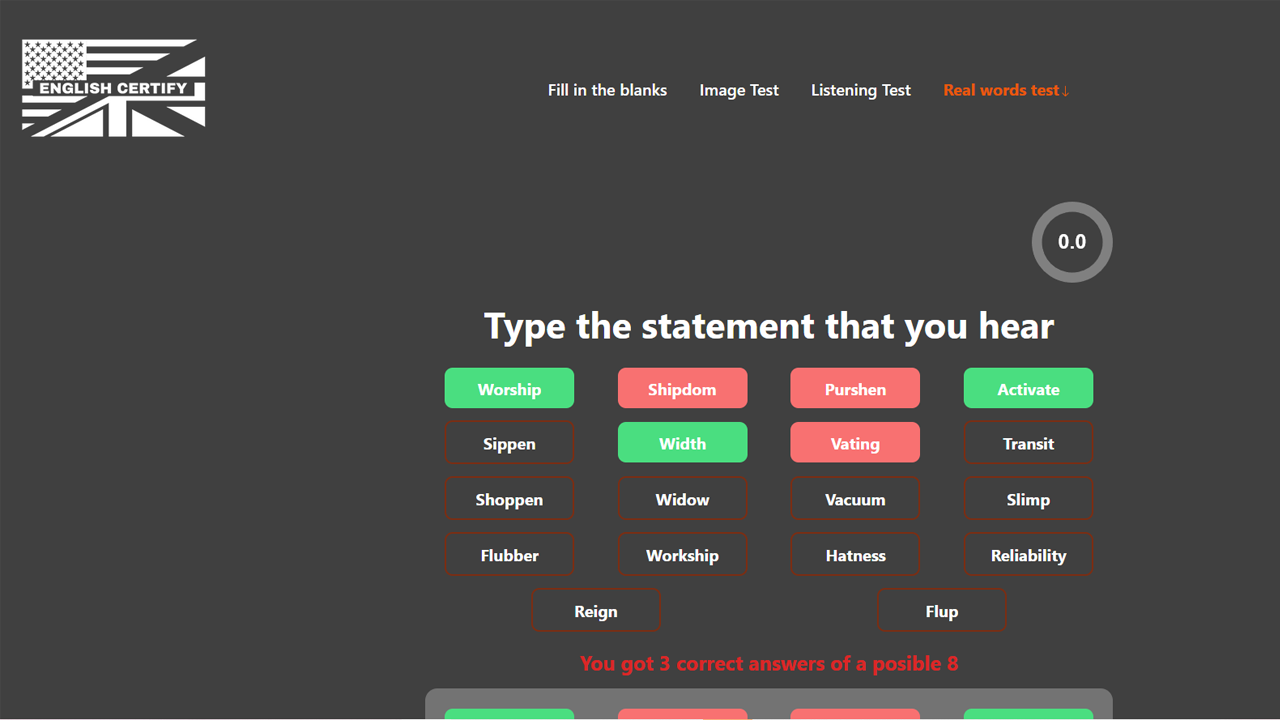 ENGLISH CERTIFY
Fill in the blanks Image Test Listening Test Real words test↓
0.0
Type the statement that you hear
Worship Shipdom Purshen Activate
Sippen Width Vating Transit
Shoppen Widow Vacuum Slimp
Flubber Workship Hatness Reliability
Reign Flup
You got 3 correct answers of a posible 8